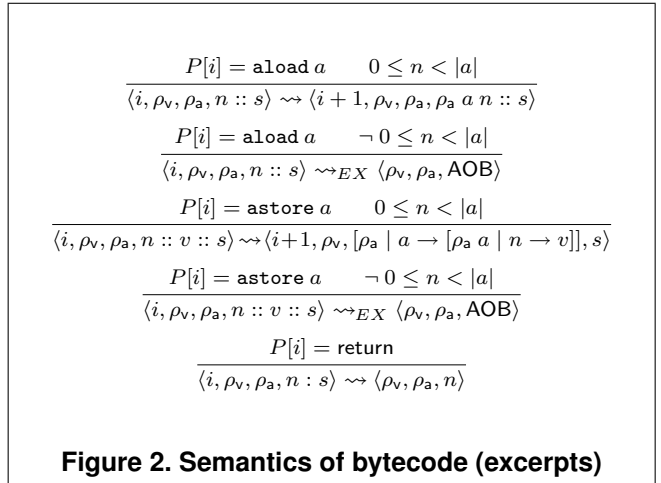 P[i] = aload a 0 ≤ n < |a|
⟨i, ρv, ρa, n :: s⟩ ⇝ ⟨i + 1, ρv, ρa, ρa a n :: s⟩
P[i] = aload a ¬ 0 ≤ n < |a|
⟨i, ρv, ρa, n :: s⟩ ⇝EX ⟨ρv, ρa, AOB⟩
P[i] = astore a 0 ≤ n < |a|
⟨i, ρv, ρa, n :: v :: s⟩⇝⟨i+1, ρv, [ρa | a → [ρa a | n → v]], s⟩
P[i] = astore a ¬ 0 ≤ n < |a|
⟨i, ρv, ρa, n :: v :: s⟩ ⇝EX ⟨ρv, ρa, AOB⟩
P[i] = return
⟨i, ρv, ρa, n : s⟩ ⇝ ⟨ρv, ρa, n⟩
Figure 2. Semantics of bytecode (excerpts)